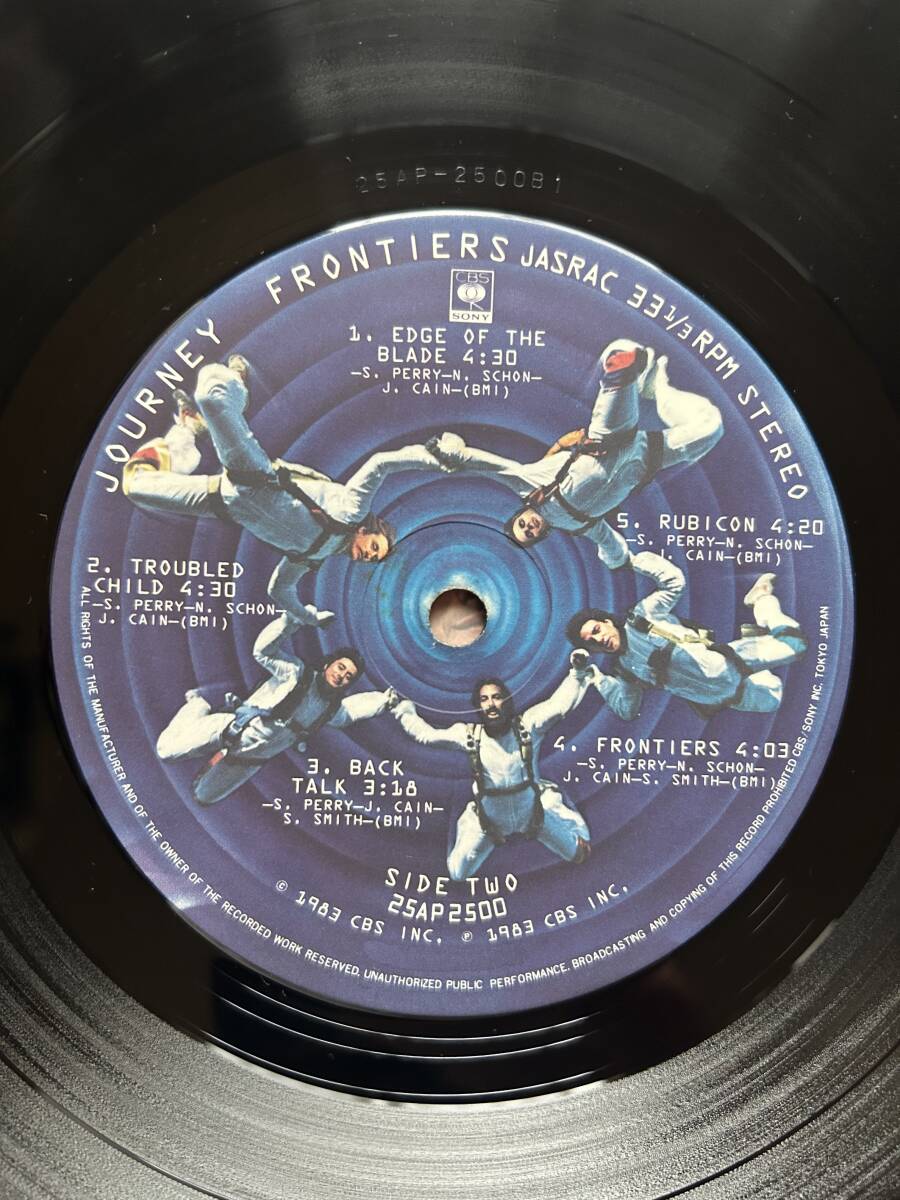 25AP-2500B1
JOURNEY FRONTIERS JASRAC 33 1/3 RPM STEREO
CBS
SONY
1. EDGE OF THE
BLADE 4:30
—S. PERRY—N. SCHON—
J. CAIN—(BMI)
2. TROUBLED
CHILD 4:30
—S. PERRY—N. SCHON—
J. CAIN—(BMI)
3. BACK
TALK 3:18
—S. PERRY—J. CAIN—
S. SMITH—(BMI)
4. FRONTIERS 4:03
—S. PERRY—N. SCHON—
J. CAIN—S. SMITH—(BMI)
5. RUBICON 4:20
—S. PERRY—N. SCHON—
J. CAIN—(BMI)
SIDE TWO
25AP2500
© 1983 CBS INC. ℗ 1983 CBS INC.
ALL RIGHTS OF THE MANUFACTURER AND OF THE OWNER OF THE RECORDED WORK RESERVED. UNAUTHORIZED PUBLIC PERFORMANCE. BROADCASTING AND COPYING OF THIS RECORD PROHIBITED CBS/SONY INC. TOKYO JAPAN